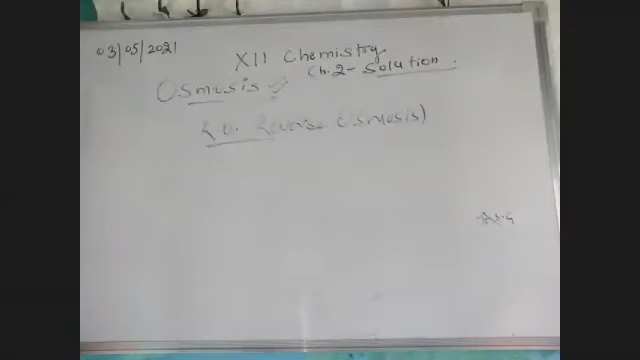 03/05/2021
XII Chemistry
Ch.2 - Solution
Osmosis
R.O. Reverse Osmosis)